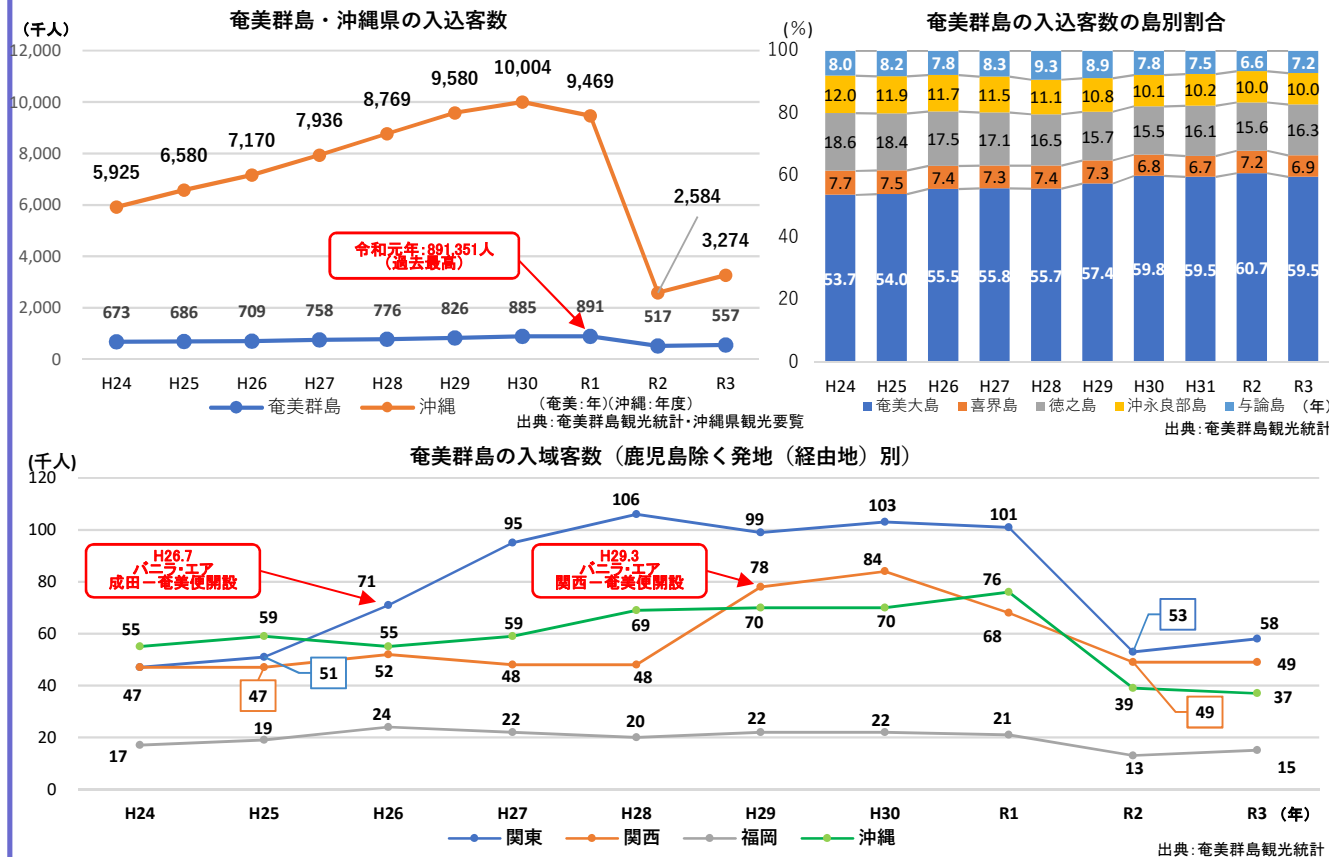 奄美群島・沖縄県の入込客数
(千人)
12,000
10,000
8,000
6,000
4,000
2,000
0
5,925
6,580
7,170
7,936
8,769
9,580
10,004
9,469
2,584
3,274
令和元年:891,351人
(過去最高)
673
686
709
758
776
826
885
891
517
557
H24
H25
H26
H27
H28
H29
H30
R1
R2
R3
奄美群島
沖縄
(奄美:年)(沖縄:年度)
出典:奄美群島観光統計・沖縄県観光要覧
奄美群島の入込客数の島別割合
(%)
100
80
60
40
20
0
8.0 8.2 7.8 8.3 9.3 8.9 7.8 7.5 6.6 7.2
12.0 11.9 11.7 11.5 11.1 10.8 10.1 10.2 10.0 10.0
18.6 18.4 17.5 17.1 16.5 15.7 15.5 16.1 15.6 16.3
7.7 7.5 7.4 7.3 7.4 7.3 6.8 6.7 7.2 6.9
53.7 54.0 55.5 55.8 55.7 57.4 59.8 59.5 60.7 59.5
H24 H25 H26 H27 H28 H29 H30 H31 R2 R3
奄美大島 喜界島 徳之島 沖永良部島 与論島 (年)
出典:奄美群島観光統計
奄美群島の入域客数(鹿児島除く発地(経由地)別)
(千人)
120
100
80
60
40
20
0
H26.7
バニラ・エア
成田-奄美便開設
H29.3
バニラ・エア
関西-奄美便開設
51
71
95
106
99
103
101
53
58
47
47
52
48
48
78
84
68
49
49
55
59
55
59
69
70
70
76
39
37
17
19
24
22
20
22
22
21
13
15
H24 H25 H26 H27 H28 H29 H30 R1 R2 R3 (年)
関東 関西 福岡 沖縄
出典:奄美群島観光統計